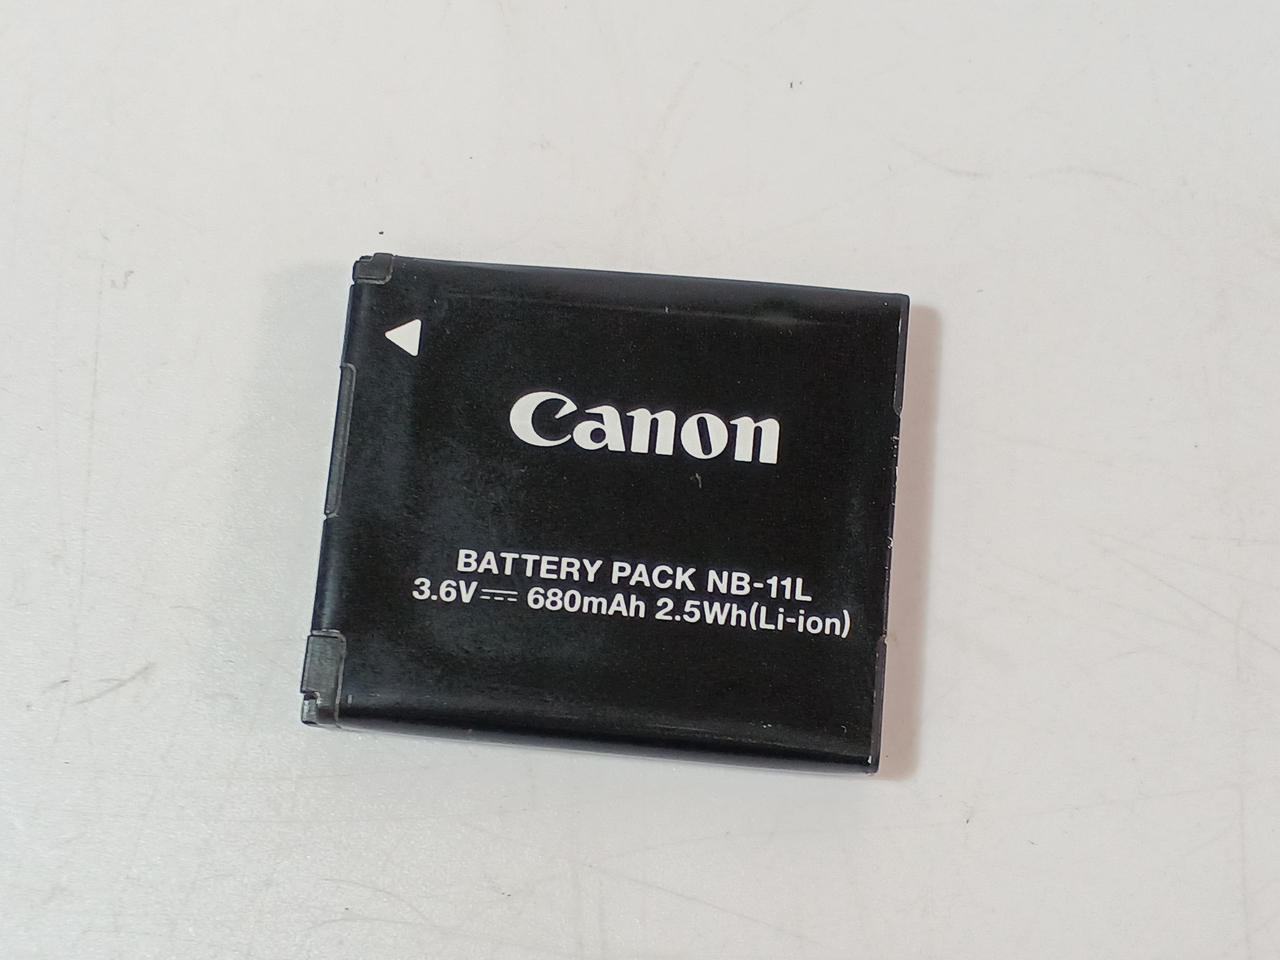 Canon
BATTERY PACK NB-11L
3.6V⎓ 680mAh 2.5Wh(Li-ion)